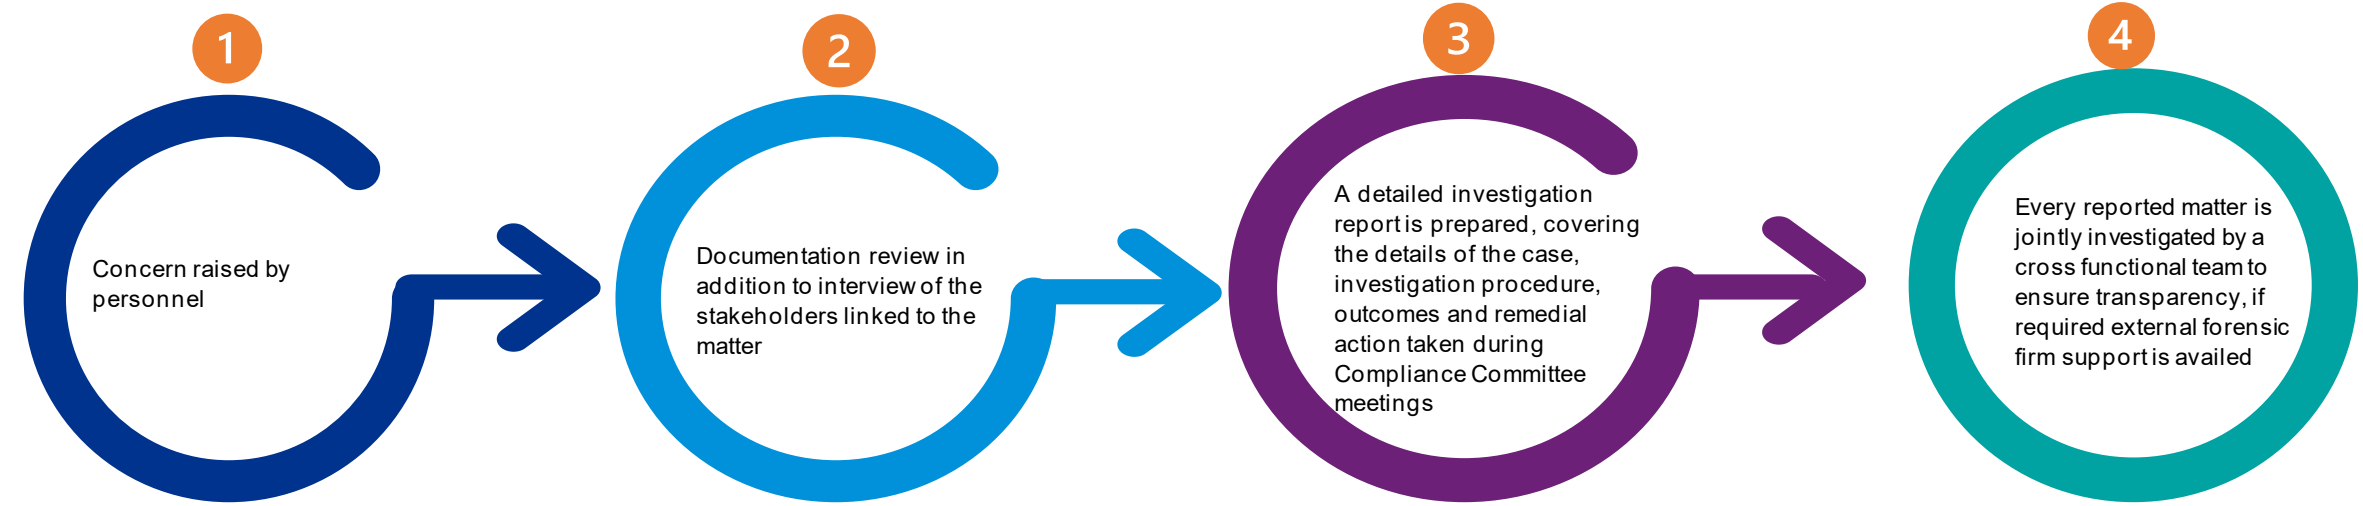 1
Concern raised by
personnel
2
Documentation review in
addition to interview of the
stakeholders linked to the
matter
3
A detailed investigation
report is prepared, covering
the details of the case,
investigation procedure,
outcomes and remedial
action taken during
Compliance Committee
meetings
4
Every reported matter is
jointly investigated by a
cross functional team to
ensure transparency, if
required external forensic
firm support is availed